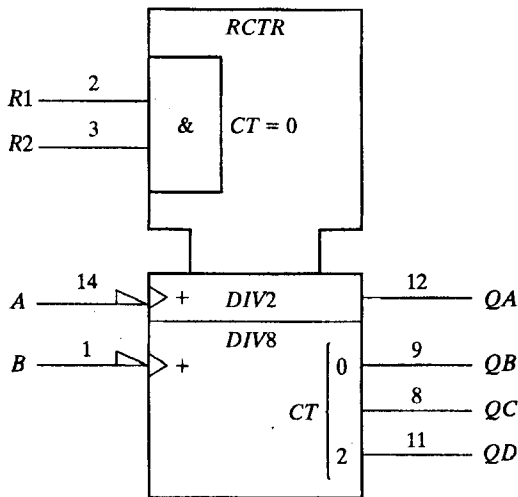 RCTR
R1 2
& CT = 0
R2 3
A 14 + DIV2 12 QA
DIV8
B 1 + 0 9 QB
CT 8 QC
2 11 QD